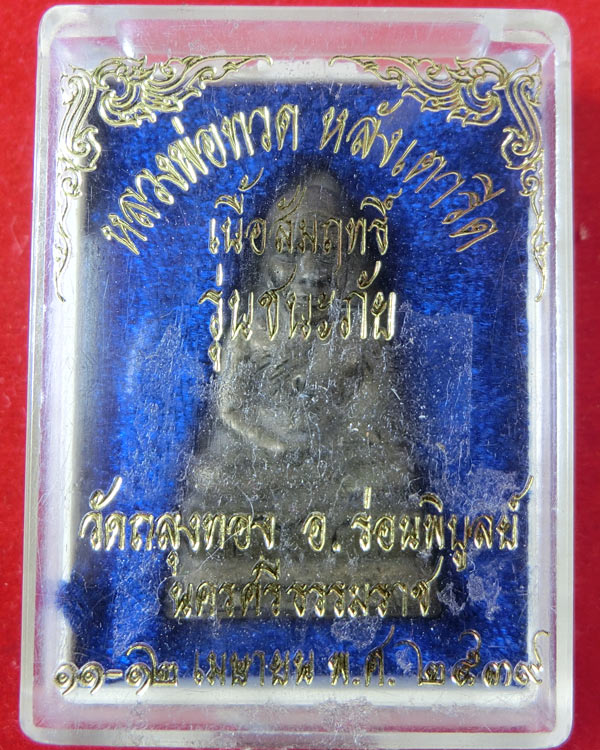 หลวงพ่อทวด หลังเตารีด
เนื้อสัมฤทธิ์
รุ่นชนะภัย
วัดถลุงทอง อ.ร่อนพิบูลย์
นครศรีธรรมราช
๑๑-๑๒ เมษายน พ.ศ. ๒๕๓๙